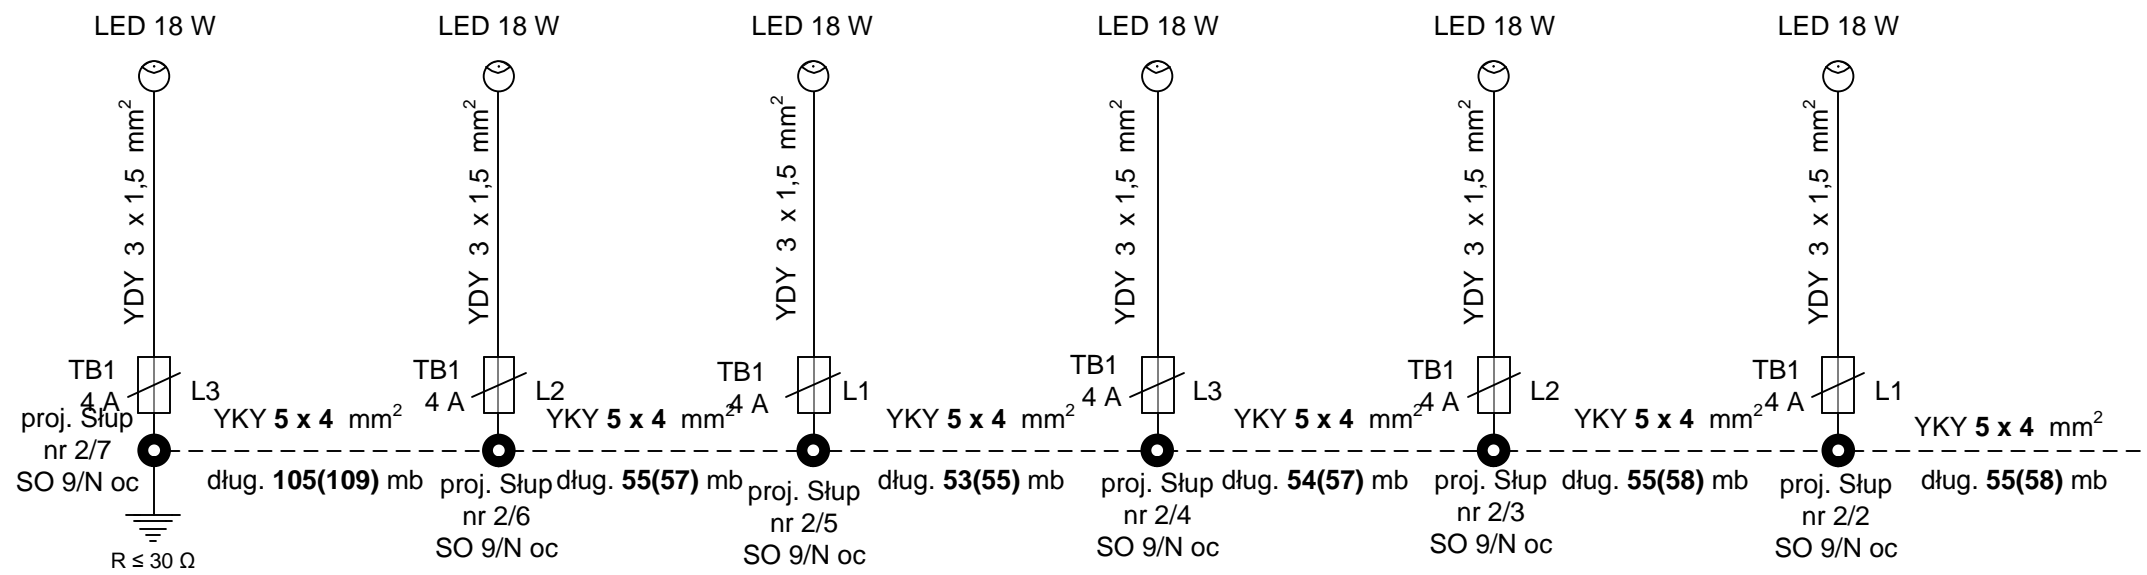 LED 18 W
LED 18 W
LED 18 W
LED 18 W
LED 18 W
LED 18 W
YDY 3 x 1,5 mm²
YDY 3 x 1,5 mm²
YDY 3 x 1,5 mm²
YDY 3 x 1,5 mm²
YDY 3 x 1,5 mm²
YDY 3 x 1,5 mm²
TB1
4 A
L3
TB1
4 A
L2
TB1
4 A
L1
TB1
4 A
L3
TB1
4 A
L2
TB1
4 A
L1
YKY 5 x 4 mm²
YKY 5 x 4 mm²
YKY 5 x 4 mm²
YKY 5 x 4 mm²
YKY 5 x 4 mm²
YKY 5 x 4 mm²
proj. Słup
nr 2/7
SO 9/N oc
dług. 105(109) mb
proj. Słup
nr 2/6
SO 9/N oc
dług. 55(57) mb
proj. Słup
nr 2/5
SO 9/N oc
dług. 53(55) mb
proj. Słup
nr 2/4
SO 9/N oc
dług. 54(57) mb
proj. Słup
nr 2/3
SO 9/N oc
dług. 55(58) mb
proj. Słup
nr 2/2
SO 9/N oc
dług. 55(58) mb
R ≤ 30 Ω